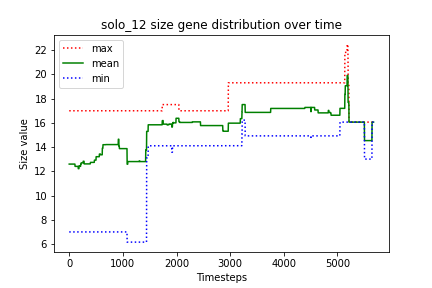 solo_12 size gene distribution over time
max
mean
min
Size value
22
20
18
16
14
12
10
8
6
0 1000 2000 3000 4000 5000
Timesteps